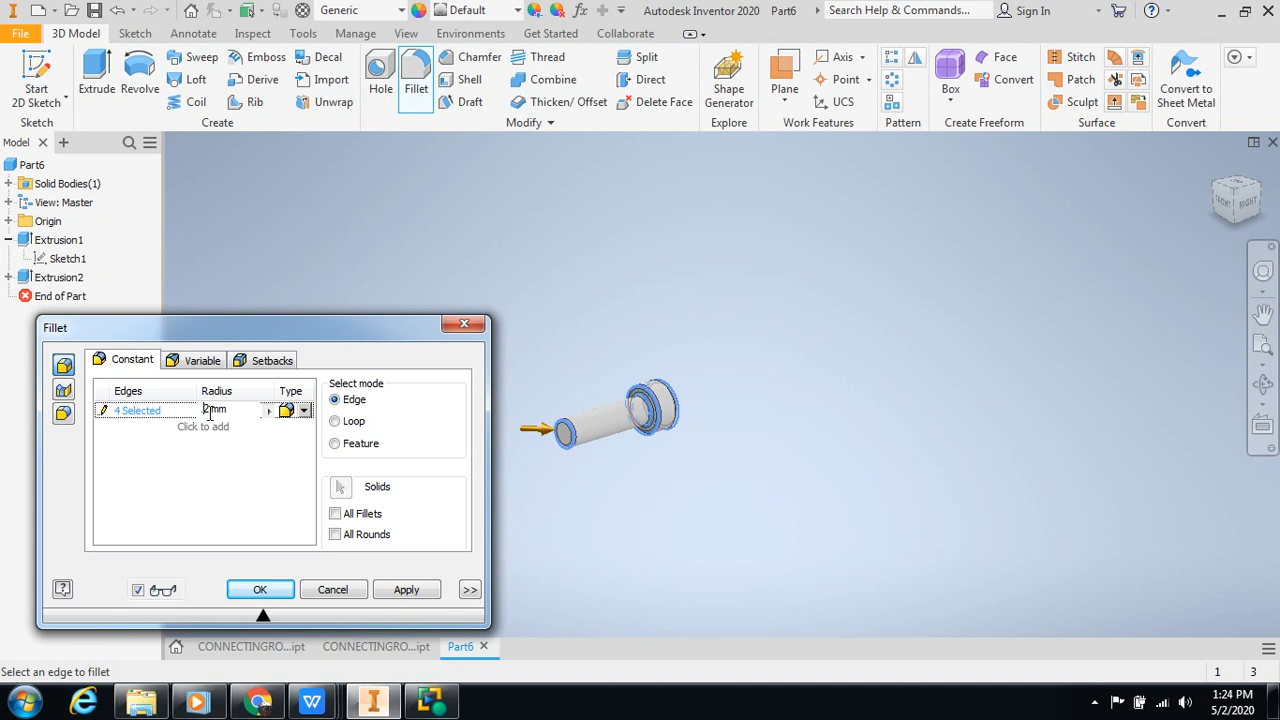 Generic
Default
Autodesk Inventor 2020 Part6
Search Help & Commands...
Sign In
File 3D Model Sketch Annotate Inspect Tools Manage View Environments Get Started Collaborate
Start 2D Sketch
Extrude
Revolve
Sweep
Loft
Coil
Emboss
Derive
Rib
Decal
Import
Unwrap
Hole
Fillet
Chamfer
Shell
Draft
Thread
Combine
Thicken/ Offset
Split
Direct
Delete Face
Shape Generator
Plane
Axis
Point
UCS
Box
Face
Convert
Stitch
Patch
Sculpt
Convert to Sheet Metal
Sketch Create Modify Explore Work Features Pattern Create Freeform Surface Convert
Model
Part6
Solid Bodies(1)
View: Master
Origin
Extrusion1
Sketch1
Extrusion2
End of Part
FRONT RIGHT
Fillet
Constant Variable Setbacks
Edges Radius Type
4 Selected
Click to add
Select mode
Edge
Loop
Feature
Solids
All Fillets
All Rounds
OK Cancel Apply >>
CONNECTINGRO....ipt CONNECTINGRO....ipt Part6
Select an edge to fillet
1 3
1:24 PM
5/2/2020